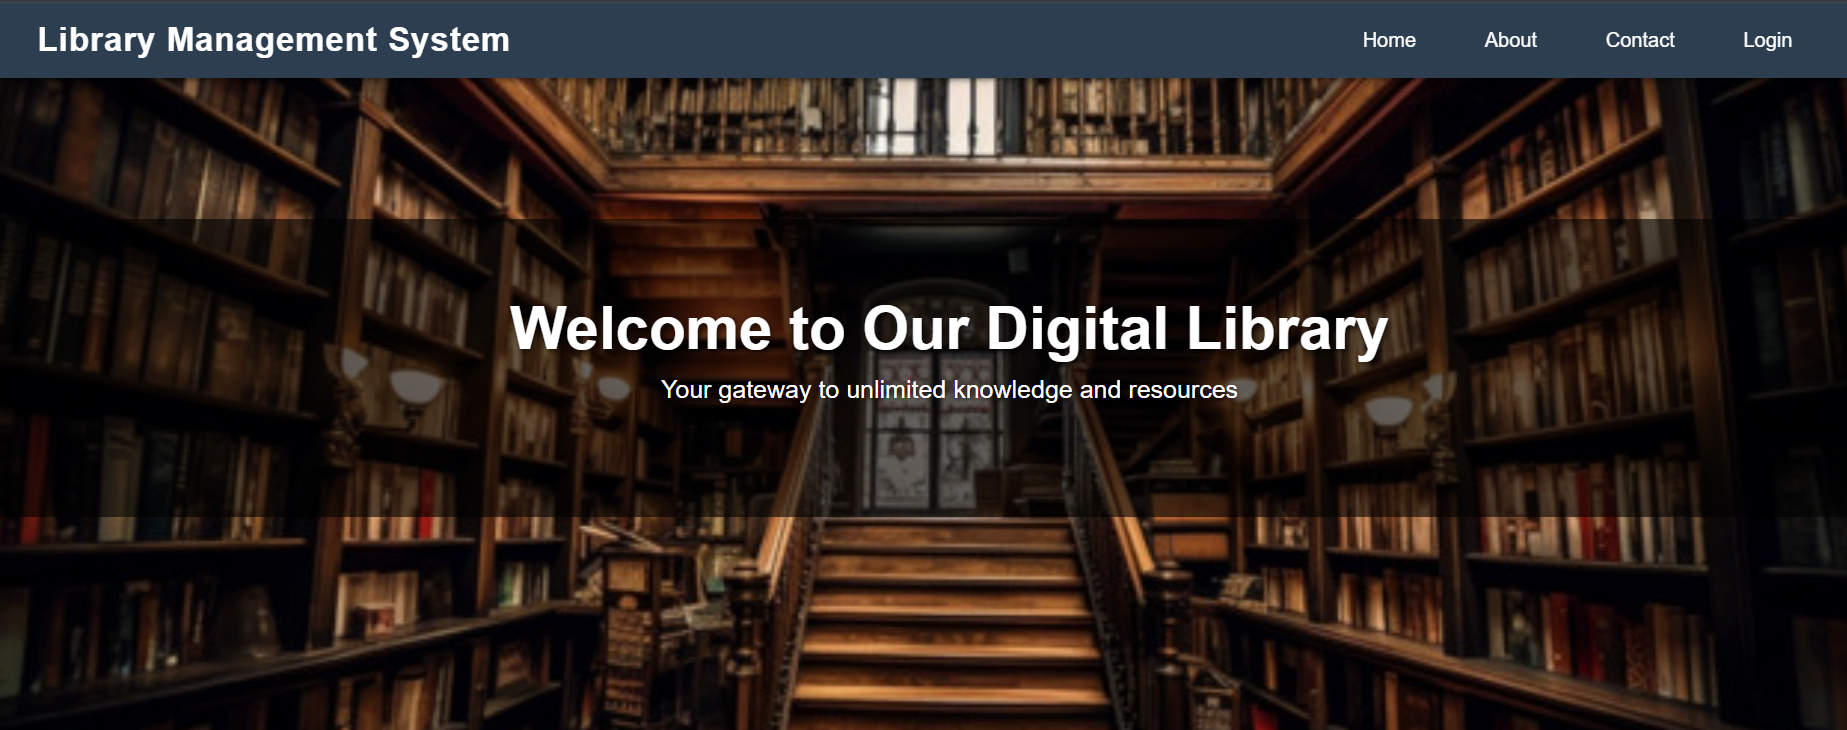 Library Management System
Home About Contact Login
Welcome to Our Digital Library
Your gateway to unlimited knowledge and resources